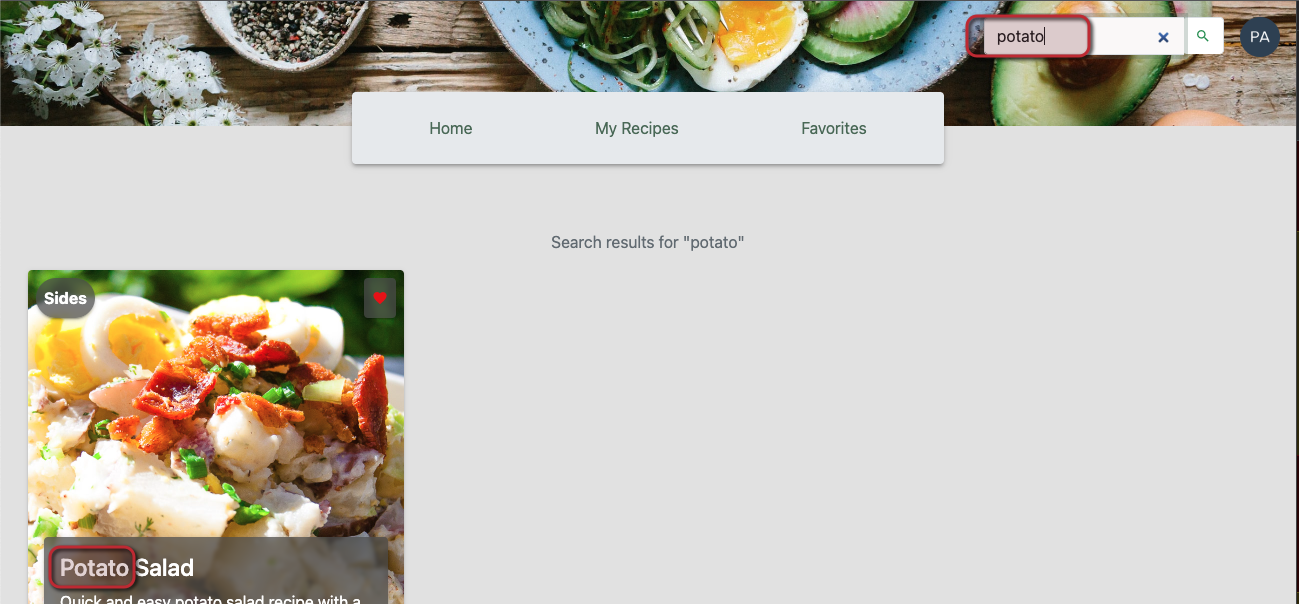 potato
PA
Home
My Recipes
Favorites
Search results for "potato"
Sides
Potato Salad
Quick and easy potato salad recipe with a